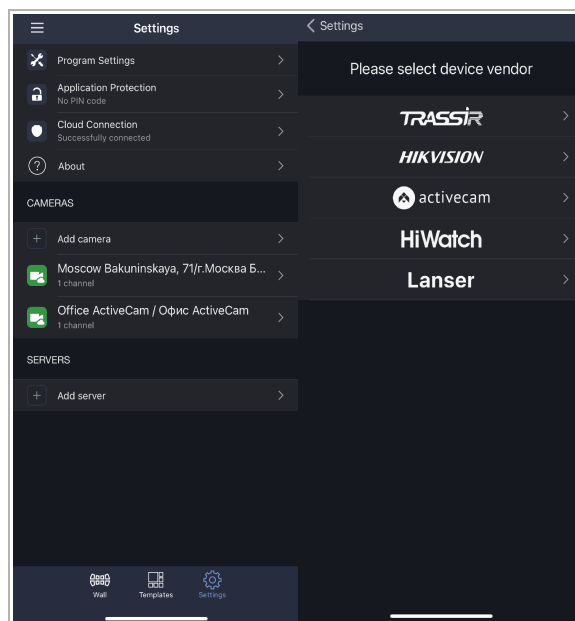 Settings
Program Settings
Application Protection
No PIN code
Cloud Connection
Successfully connected
? About
CAMERAS
+ Add camera
Moscow Bakuninskaya, 71/г.Москва Б...
1 channel
Office ActiveCam / Офис ActiveCam
1 channel
SERVERS
+ Add server
Wall
Templates
Settings
Settings
Please select device vendor
TRASSIR
HIKVISION
activecam
HiWatch
Lanser